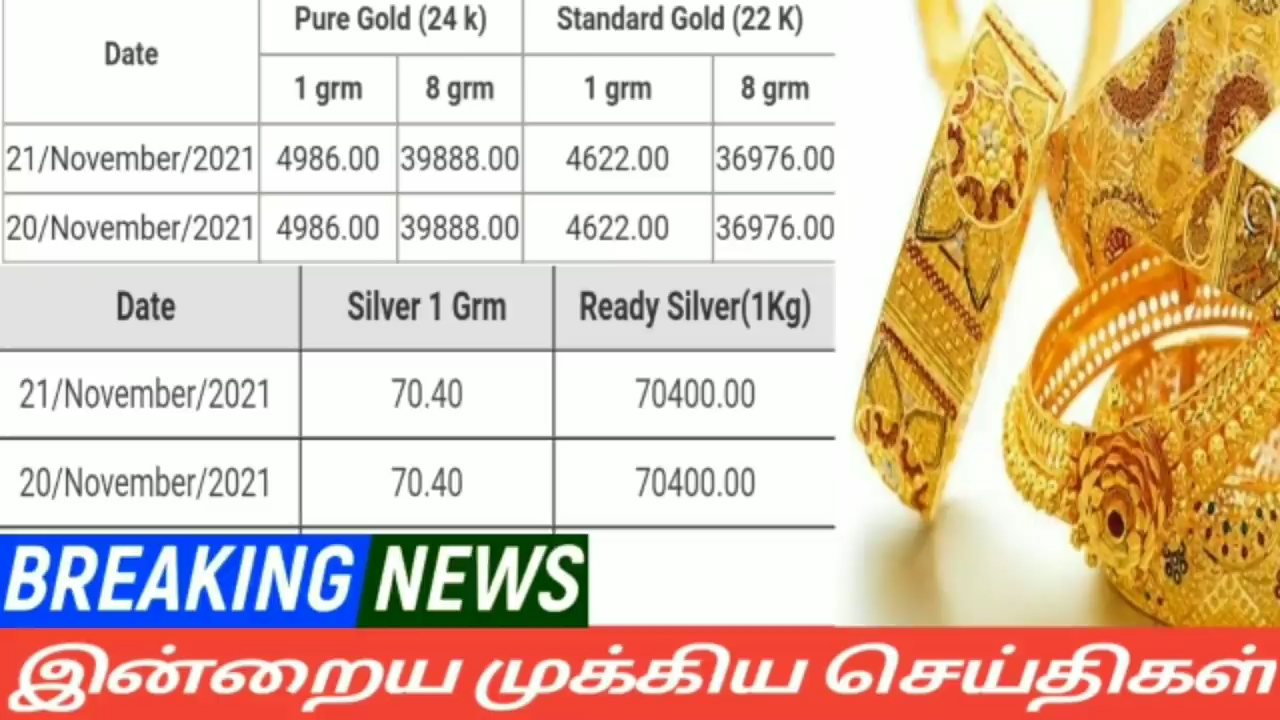 Date Pure Gold (24 k) Standard Gold (22 K)
1 grm 8 grm 1 grm 8 grm
21/November/2021 4986.00 39888.00 4622.00 36976.00
20/November/2021 4986.00 39888.00 4622.00 36976.00
Date Silver 1 Grm Ready Silver(1Kg)
21/November/2021 70.40 70400.00
20/November/2021 70.40 70400.00
BREAKING NEWS
இன்றைய முக்கிய செய்திகள்